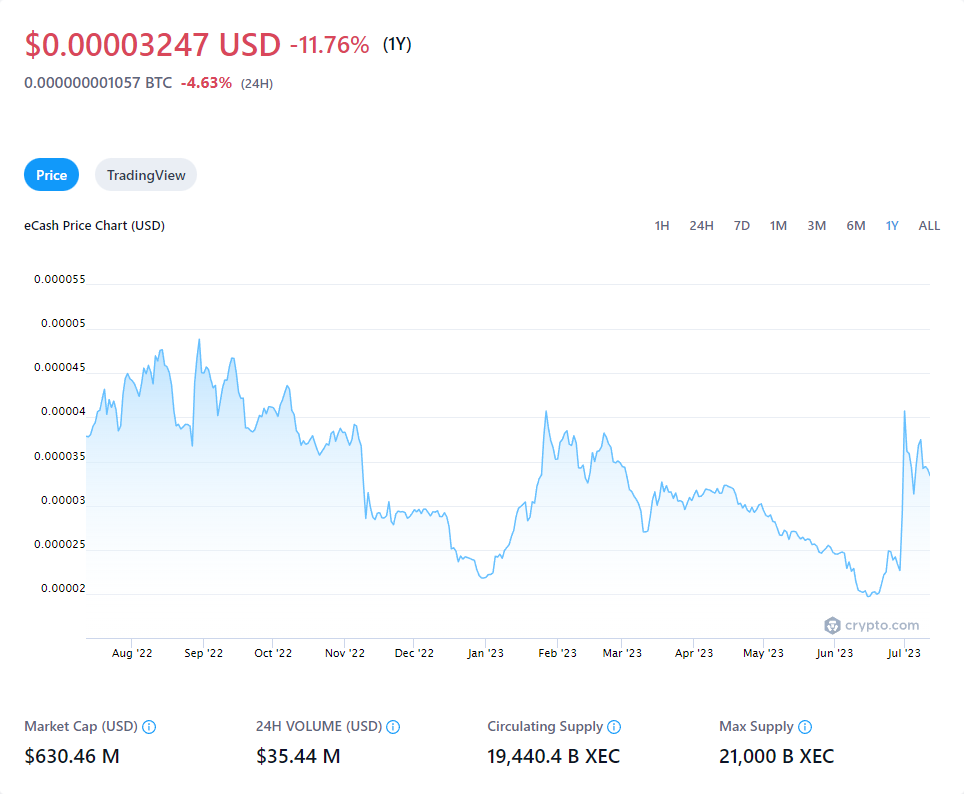 $0.00003247 USD -11.76% (1Y)
0.000000001057 BTC -4.63% (24H)
Price TradingView
eCash Price Chart (USD) 1H 24H 7D 1M 3M 6M 1Y ALL
0.000055
0.00005
0.000045
0.00004
0.000035
0.00003
0.000025
0.00002
crypto.com
Aug '22 Sep '22 Oct '22 Nov '22 Dec '22 Jan '23 Feb '23 Mar '23 Apr '23 May '23 Jun '23 Jul '23
Market Cap (USD) 24H VOLUME (USD) Circulating Supply Max Supply
$630.46 M $35.44 M 19,440.4 B XEC 21,000 B XEC